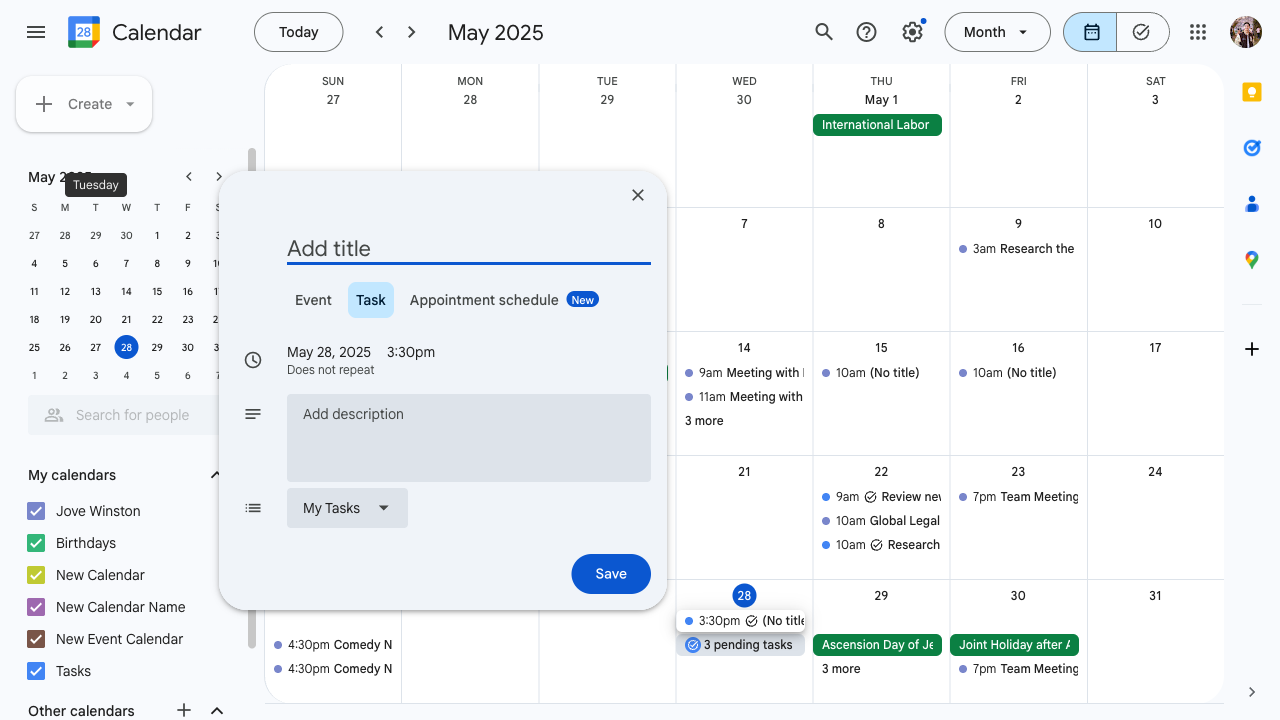 Calendar
Today
May 2025
Month
Create
SUN MON TUE WED THU FRI SAT
27 28 29 30 May 1 2 3
International Labor
May
Tuesday
S M T W T F
27 28 29 30 1 2
4 5 6 7 8 9
11 12 13 14 15 16
18 19 20 21 22 23
25 26 27 28 29 30
1 2 3 4 5 6
Search for people
My calendars
Jove Winston
Birthdays
New Calendar
New Calendar Name
New Event Calendar
Tasks
Other calendars
Add title
Event Task Appointment schedule New
May 28, 2025 3:30pm
Does not repeat
Add description
My Tasks
Save
7 8 9 10
3am Research the
14 15 16 17
9am Meeting with
11am Meeting with
3 more
10am (No title)
10am (No title)
21 22 23 24
9am Review nev
10am Global Legal
10am Research
7pm Team Meeting
28 29 30 31
4:30pm Comedy N
4:30pm Comedy N
3:30pm (No title
3 pending tasks
Ascension Day of Je
3 more
Joint Holiday after
7pm Team Meeting